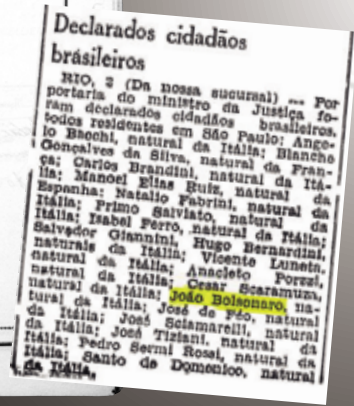 Declarados cidadãos
brasileiros
RIO, 2 (Da nossa sucursal) — Por
portaria do ministro da Justiça fo-
ram declarados cidadãos brasileiros,
todos residentes em São Paulo: Ange-
lo Bacchi, natural da Itália; Blanche
Gonçalves da Silva, natural da Fran-
ça; Carlos Brandini, natural da Itá-
lia; Manoel Elias Ruiz, natural da
Espanha; Natalio Fabrini, natural da
Itália; Primo Salviato, natural da
Itália; Isabel Ferro, natural da Itália;
Salvador Giannini, Hugo Bernardini,
naturais da Itália; Vicente Luneta,
natural da Itália; Anacleto
natural da Itália; Cesar Scaramuza,
natural da Itália; João Bolsonaro, na-
tural da Itália; José de Féo, natural
da Itália; José Sciamarelli, natural
da Itália; José Tiziani, natural da
Itália; Pedro Sermi Rossi, natural da
Itália; Santo de Domenico, natural
da Itália.